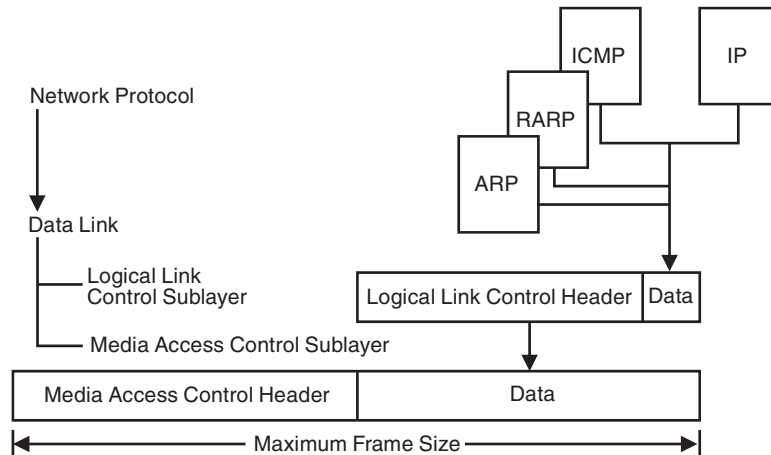 ICMP
IP
Network Protocol
RARP
ARP
Data Link
Logical Link
Control Sublayer
Logical Link Control Header
Data
Media Access Control Sublayer
Media Access Control Header
Data
Maximum Frame Size